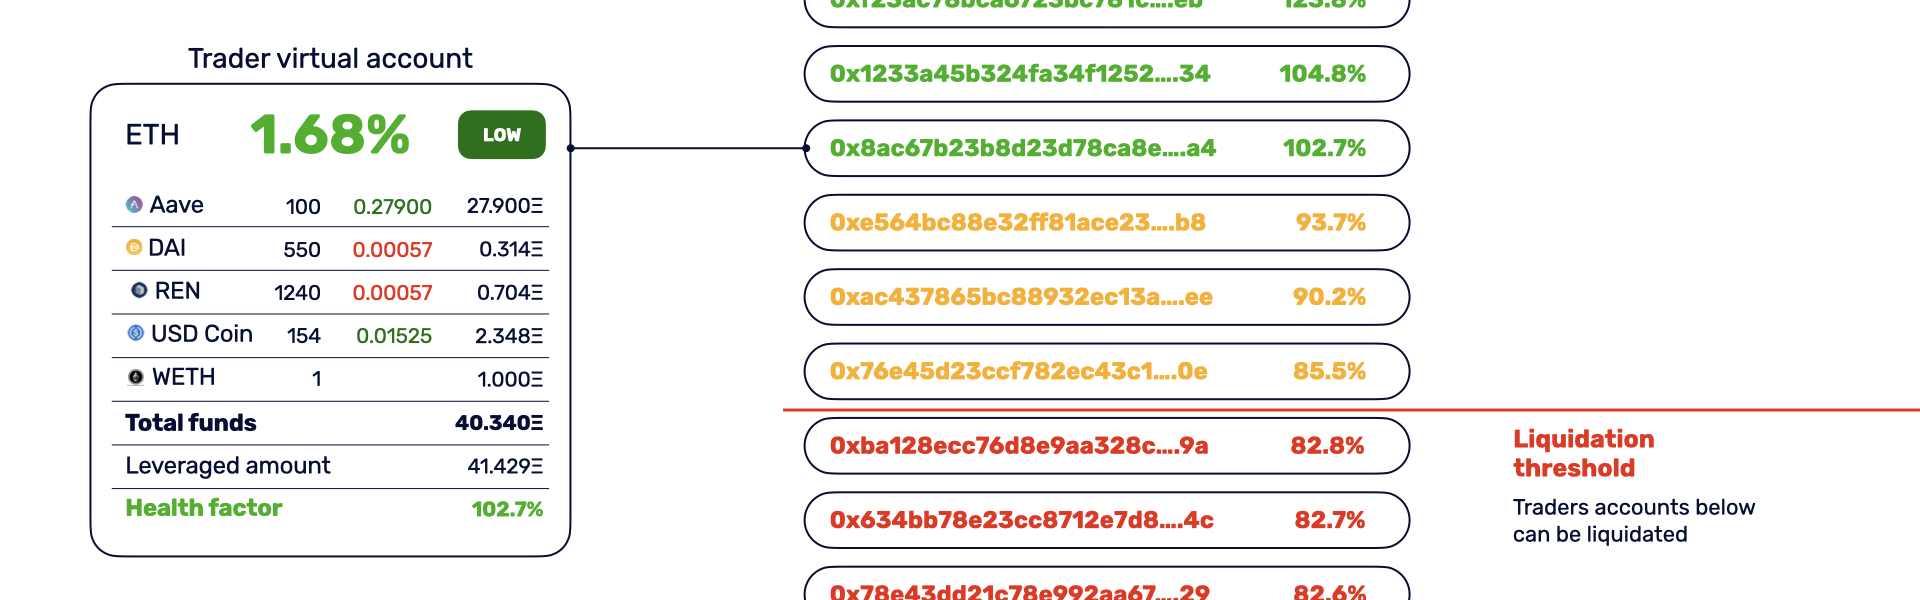 Trader virtual account
ETH 1.68% LOW
Aave 100 0.27900 27.900Ξ
DAI 550 0.00057 0.314Ξ
REN 1240 0.00057 0.704Ξ
USD Coin 154 0.01525 2.348Ξ
WETH 1 1.000Ξ
Total funds 40.340Ξ
Leveraged amount 41.429Ξ
Health factor 102.7%
123.8%
0x1233a45b324fa34f1252....34 104.8%
0x8ac67b23b8d23d78ca8e....a4 102.7%
0xe564bc88e32ff81ace23....b8 93.7%
0xac437865bc88932ec13a....ee 90.2%
0x76e45d23ccf782ec43c1....0e 85.5%
0xba128ecc76d8e9aa328c....9a 82.8%
0x634bb78e23cc8712e7d8....4c 82.7%
0x78e43dd21c78e992aa67....29 82.6%
Liquidation
threshold
Traders accounts below
can be liquidated